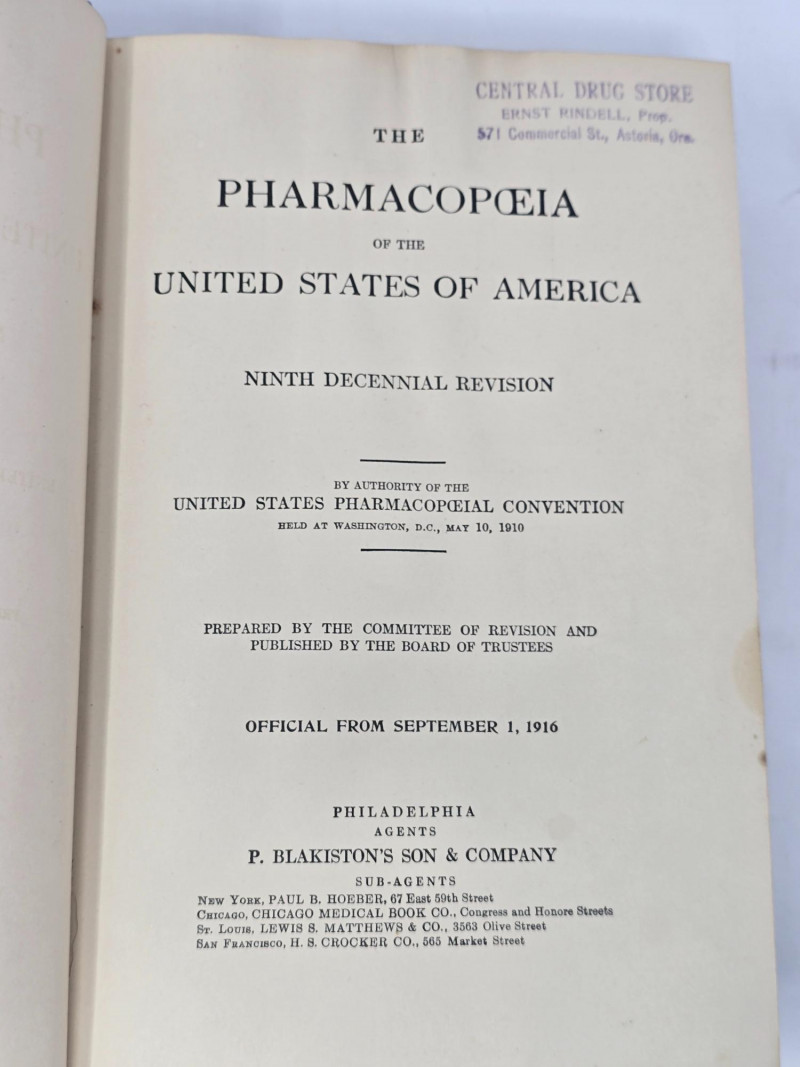 CENTRAL DRUG STORE
ERNST RINDELL, Prop.
571 Commercial St., Astoria, Ore.
THE
PHARMACOPŒIA
OF THE
UNITED STATES OF AMERICA
NINTH DECENNIAL REVISION
BY AUTHORITY OF THE
UNITED STATES PHARMACOPŒIAL CONVENTION
HELD AT WASHINGTON, D.C., MAY 10, 1910
PREPARED BY THE COMMITTEE OF REVISION AND
PUBLISHED BY THE BOARD OF TRUSTEES
OFFICIAL FROM SEPTEMBER 1, 1916
PHILADELPHIA
AGENTS
P. BLAKISTON'S SON & COMPANY
SUB-AGENTS
NEW YORK, PAUL B. HOEBER, 67 East 59th Street
CHICAGO, CHICAGO MEDICAL BOOK CO., Congress and Honore Streets
ST. LOUIS, LEWIS S. MATTHEWS & CO., 3563 Olive Street
SAN FRANCISCO, H. S. CROCKER CO., 565 Market Street